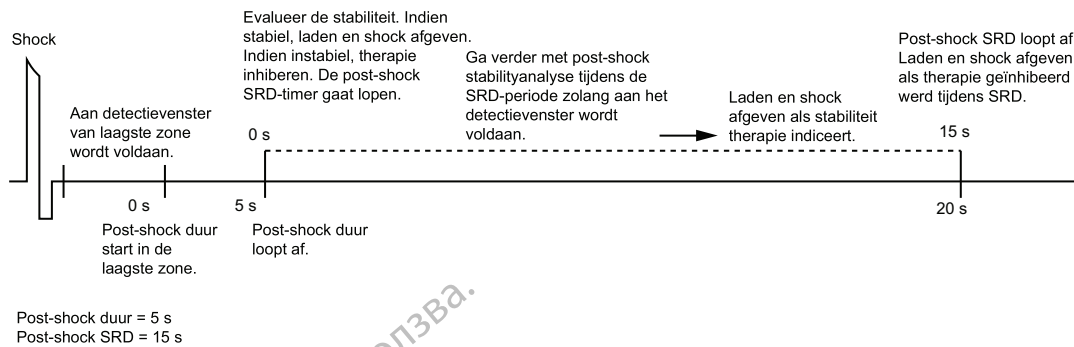 Shock
Aan detectievenster
van laagste zone
wordt voldaan.
Evalueer de stabiliteit. Indien
stabiel, laden en shock afgeven.
Indien instabiel, therapie
inhiberen. De post-shock
SRD-timer gaat lopen.
0 s
Ga verder met post-shock
stabilityanalyse tijdens de
SRD-periode zolang aan het
detectievenster wordt
voldaan.
Laden en shock
afgeven als stabiliteit
therapie indiceert.
Post-shock SRD loopt af
Laden en shock afgeven
als therapie geïnhibeerd
werd tijdens SRD.
15 s
0 s
5 s
20 s
Post-shock duur
start in de
laagste zone.
Post-shock duur
loopt af.
Post-shock duur = 5 s
Post-shock SRD = 15 s